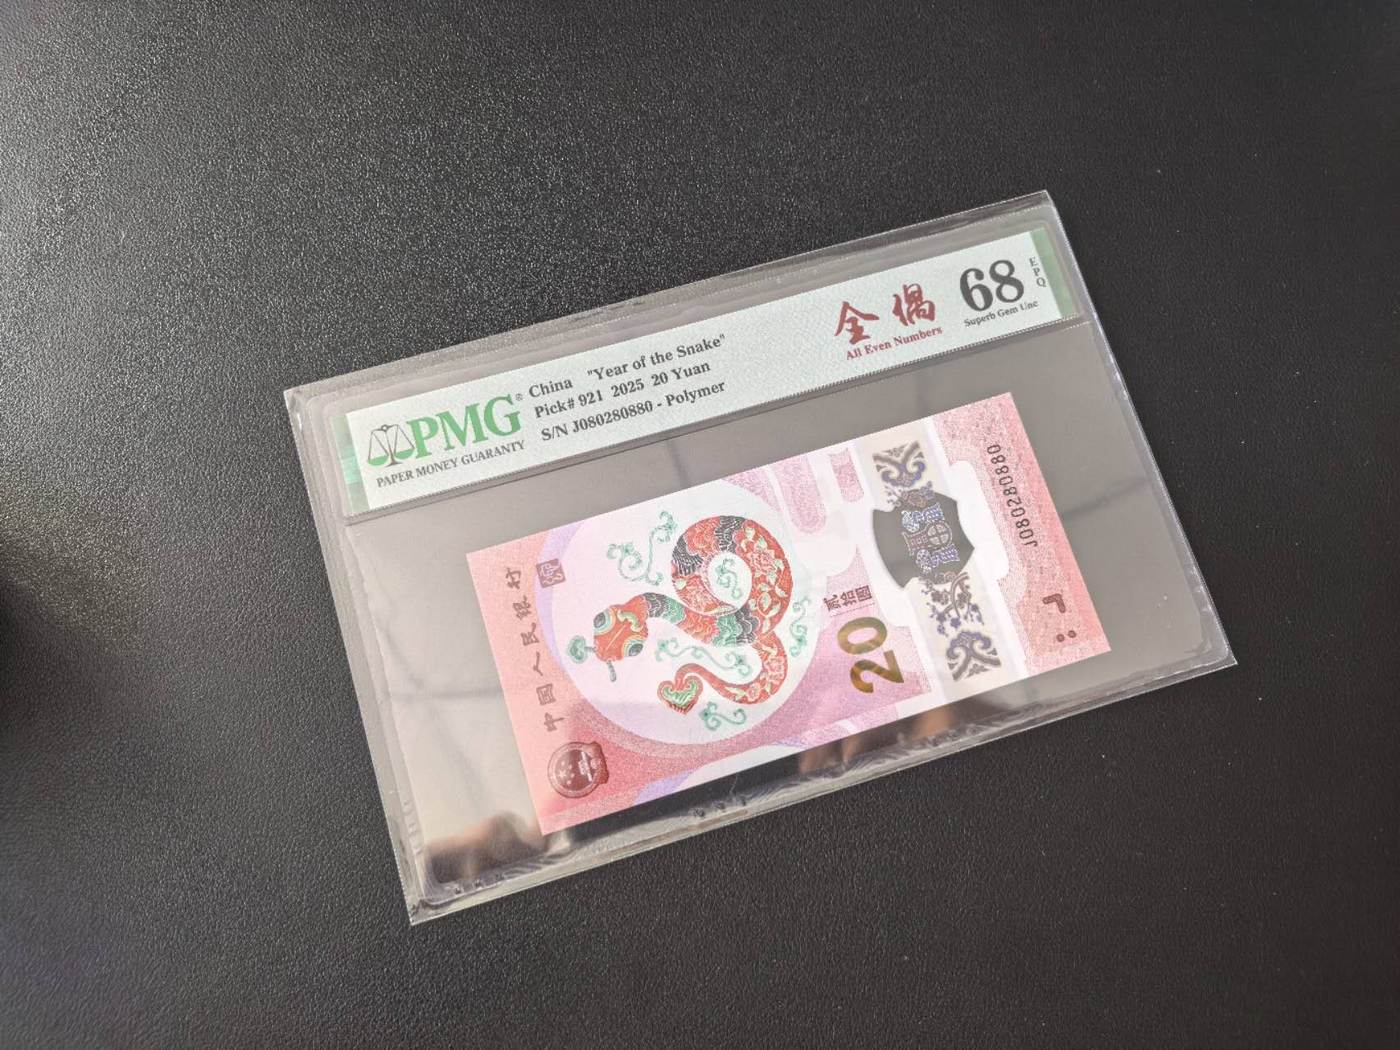 PMG®
PAPER MONEY GUARANTY
China "Year of the Snake"
Pick# 921 2025 20 Yuan
S/N J080280880 - Polymer
全偶
All Even Numbers
68
EPQ
Superb Gem Unc
中国人民银行
贰拾圆
20
J080280880